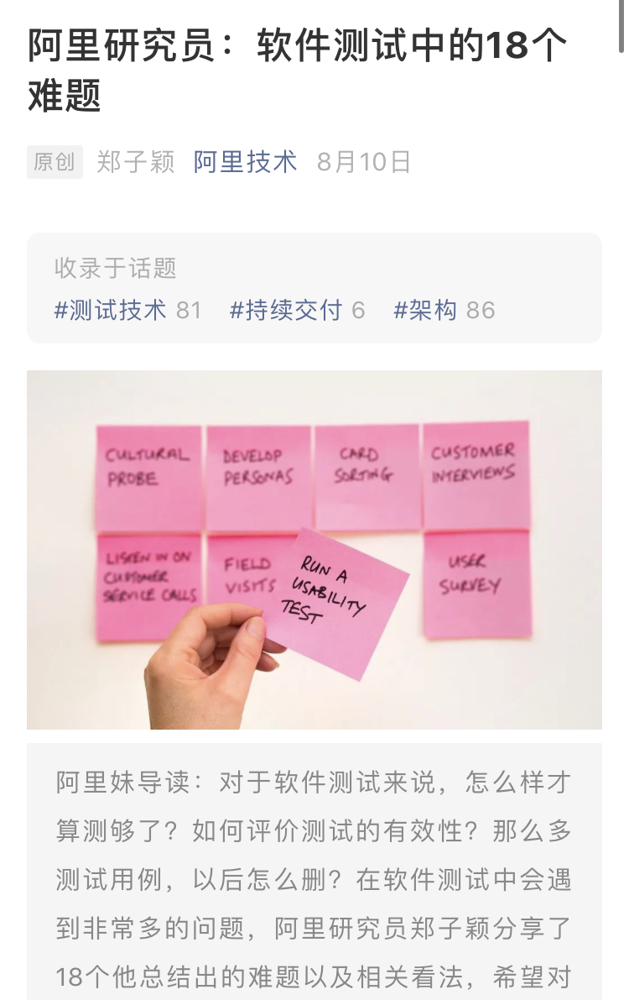 阿里研究员：软件测试中的18个
难题
原创 郑子颖 阿里技术 8月10日
收录于话题
#测试技术 81 #持续交付 6 #架构 86
CULTURAL
PROBE
DEVELOP
PERSONAS
CARD
SORTING
CUSTOMER
INTERVIEWS
LISTEN IN ON
CUSTOMER
SERVICE CALLS
FIELD
VISITS
RUN A
USABILITY
TEST
USER
SURVEY
阿里妹导读：对于软件测试来说，怎么样才
算测够了？如何评价测试的有效性？那么多
测试用例，以后怎么删？在软件测试中会遇
到非常多的问题，阿里研究员郑子颖分享了
18个他总结出的难题以及相关看法，希望对